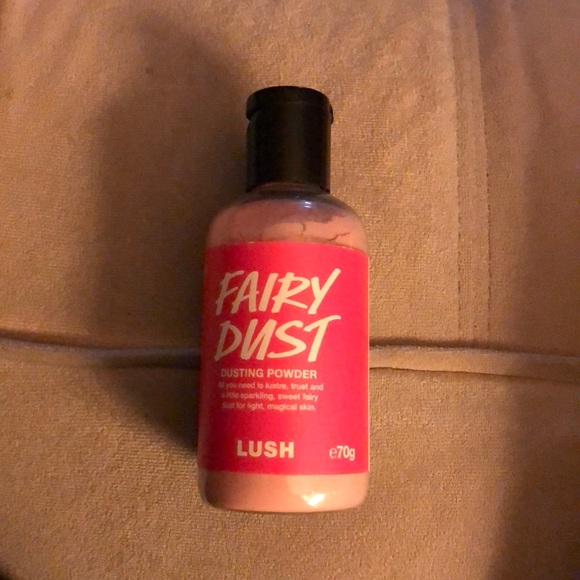 FAIRY
DUST
DUSTING POWDER
All you need to lustre, trust and
a little sparkling, sweet fairy
dust for light, magical skin.
LUSH
℮70g